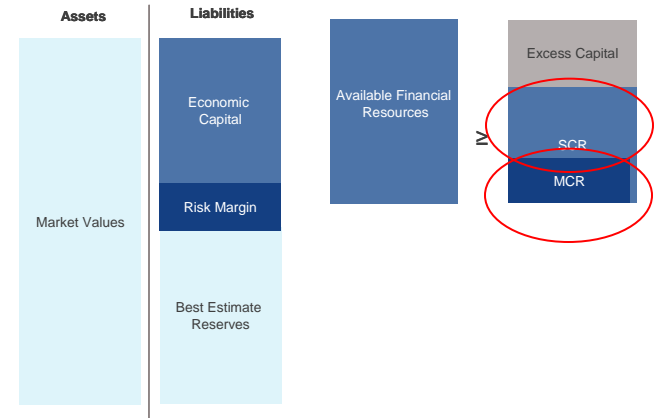 Assets
Liabilities
Market Values
Economic
Capital
Risk Margin
Best Estimate
Reserves
Available Financial
Resources
≥
Excess Capital
SCR
MCR